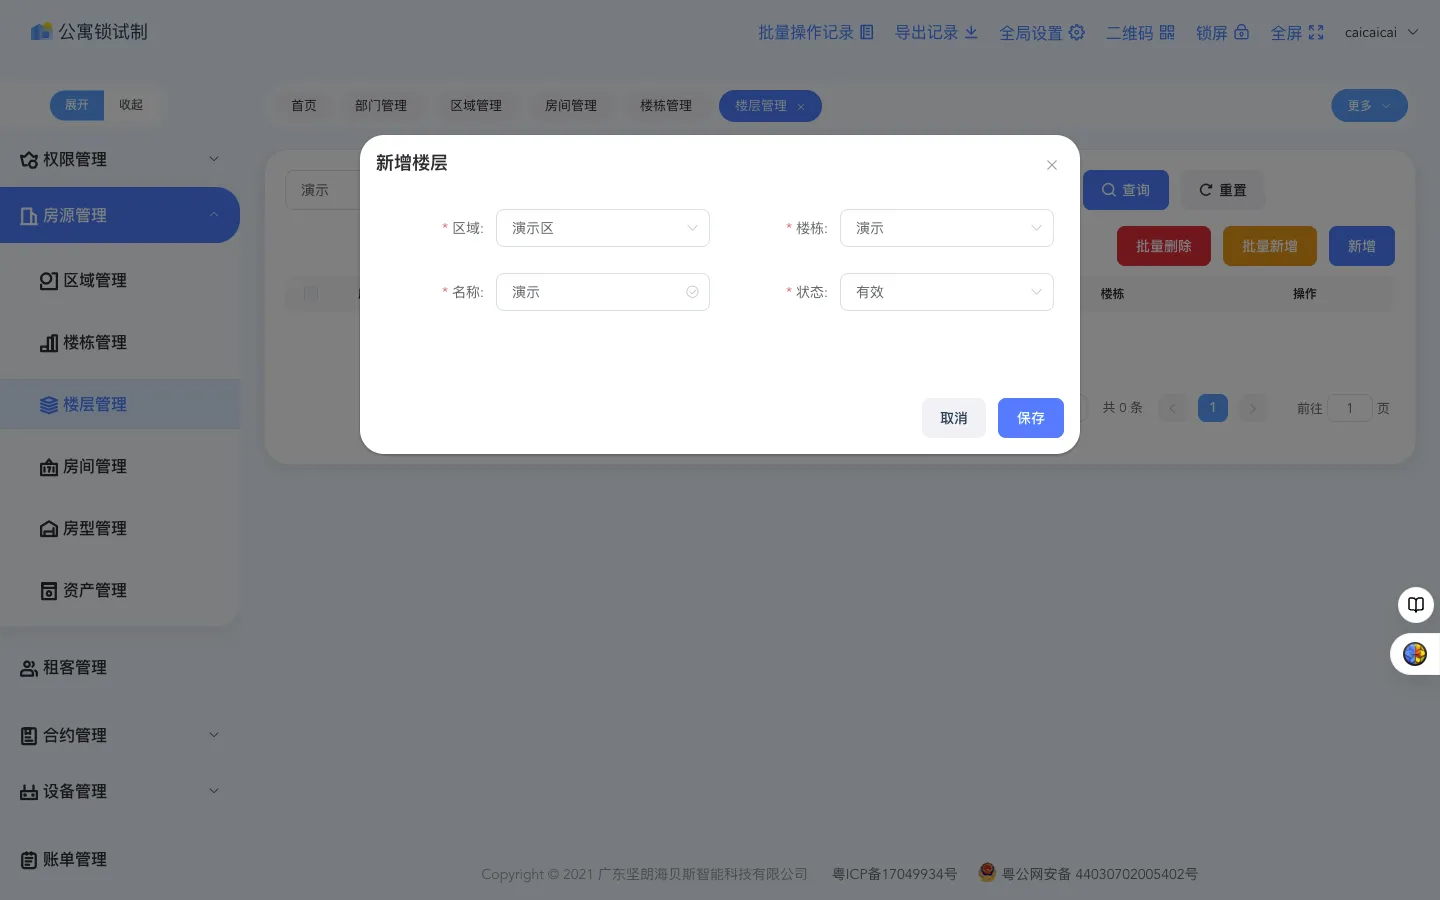 公寓锁试制
批量操作记录 导出记录 全局设置 二维码 锁屏 全屏 caicaicai
展开 收起
首页 部门管理 区域管理 房间管理 楼栋管理 楼层管理 × 更多
权限管理
房源管理
区域管理
楼栋管理
楼层管理
房间管理
房型管理
资产管理
租客管理
合约管理
设备管理
账单管理
演示
查询 重置
批量删除 批量新增 新增
楼栋 操作
共 0 条 1 前往 1 页
新增楼层
* 区域: 演示区 * 楼栋: 演示
* 名称: 演示 * 状态: 有效
取消 保存
Copyright © 2021 广东坚朗海贝斯智能科技有限公司 粤ICP备17049934号 粤公网安备 44030702005402号